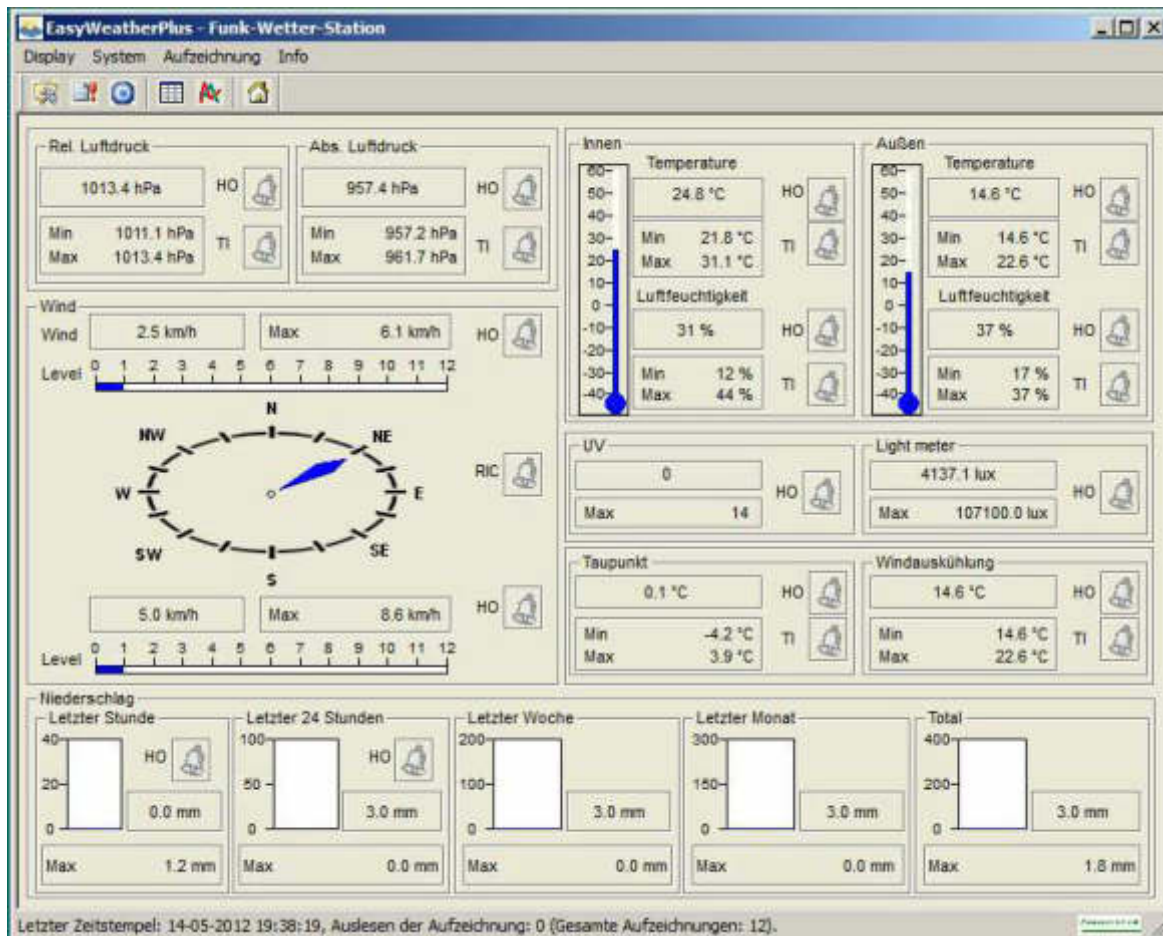 EasyWeatherPlus - Funk-Wetter-Station
Display System Aufzeichnung Info
Rel. Luftdruck
1013.4 hPa
HO
Min 1011.1 hPa
Max 1013.4 hPa
TI
Abs. Luftdruck
957.4 hPa
HO
Min 957.2 hPa
Max 961.7 hPa
TI
Innen
60
50
40
30
20
10
0
-10
-20
-30
-40
Temperature
24.8 °C
HO
Min 21.8 °C
Max 31.1 °C
TI
Luftfeuchtigkeit
31 %
HO
Min 12 %
Max 44 %
TI
Außen
60
50
40
30
20
10
0
-10
-20
-30
-40
Temperature
14.6 °C
HO
Min 14.6 °C
Max 22.6 °C
TI
Luftfeuchtigkeit
37 %
HO
Min 17 %
Max 37 %
TI
Wind
Wind 2.5 km/h Max 6.1 km/h HO
Level 0 1 2 3 4 5 6 7 8 9 10 11 12
N
NW NE
W E
SW SE
S
RIC
5.0 km/h Max 8.6 km/h HO
Level 0 1 2 3 4 5 6 7 8 9 10 11 12
UV
0
HO
Max 14
Light meter
4137.1 lux
HO
Max 107100.0 lux
Taupunkt
0.1 °C
HO
Min -4.2 °C
Max 3.9 °C
TI
Windauskühlung
14.6 °C
HO
Min 14.6 °C
Max 22.6 °C
TI
Niederschlag
Letzter Stunde
40
20
0
HO
0.0 mm
Max 1.2 mm
Letzter 24 Stunden
100
50
0
HO
3.0 mm
Max 0.0 mm
Letzter Woche
200
100
0
3.0 mm
Max 0.0 mm
Letzter Monat
300
150
0
3.0 mm
Max 0.0 mm
Total
400
200
0
3.0 mm
Max 1.8 mm
Letzter Zeitstempel: 14-05-2012 19:38:19, Auslesen der Aufzeichnung: 0 (Gesamte Aufzeichnungen: 12).